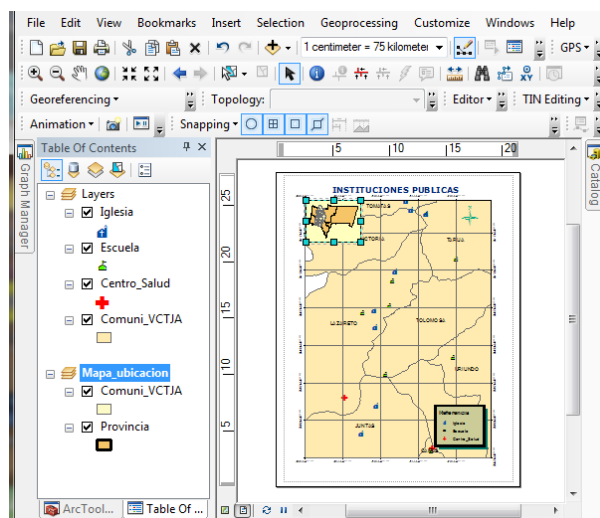 File Edit View Bookmarks Insert Selection Geoprocessing Customize Windows Help
1 centimeter = 75 kilometer GPS
Georeferencing Topology: Editor TIN Editing
Animation Snapping
Graph Manager
Table Of Contents
Layers
Iglesia
Escuela
Centro_Salud
Comuni_VCTJA
Mapa_ubicacion
Comuni_VCTJA
Provincia
ArcTool... Table Of ...
5 10 15 20
25
20
15
10
5
INSTITUCIONES PUBLICAS
TOMATAS
TOLOMOSA
LAZARETO
JUNTAS
Referencia
Iglesia
Escuela
Centro_Salud
Catalog